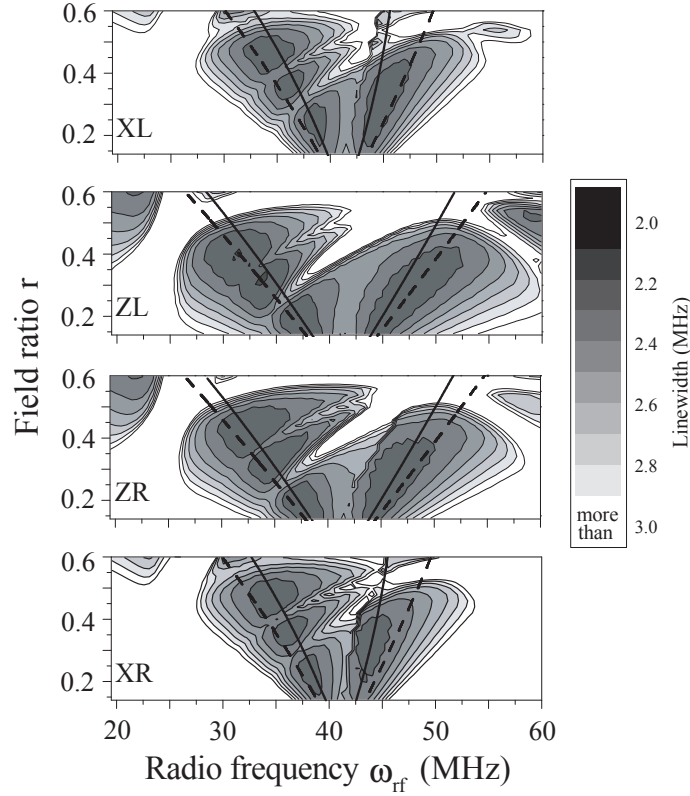 0.6
0.4
0.2
XL
0.6
0.4
0.2
ZL
0.6
0.4
0.2
ZR
0.6
0.4
0.2
XR
20 30 40 50 60
Radio frequency ω_rf (MHz)
Field ratio r
2.0
2.2
2.4
2.6
2.8
3.0
more
than
Linewidth (MHz)